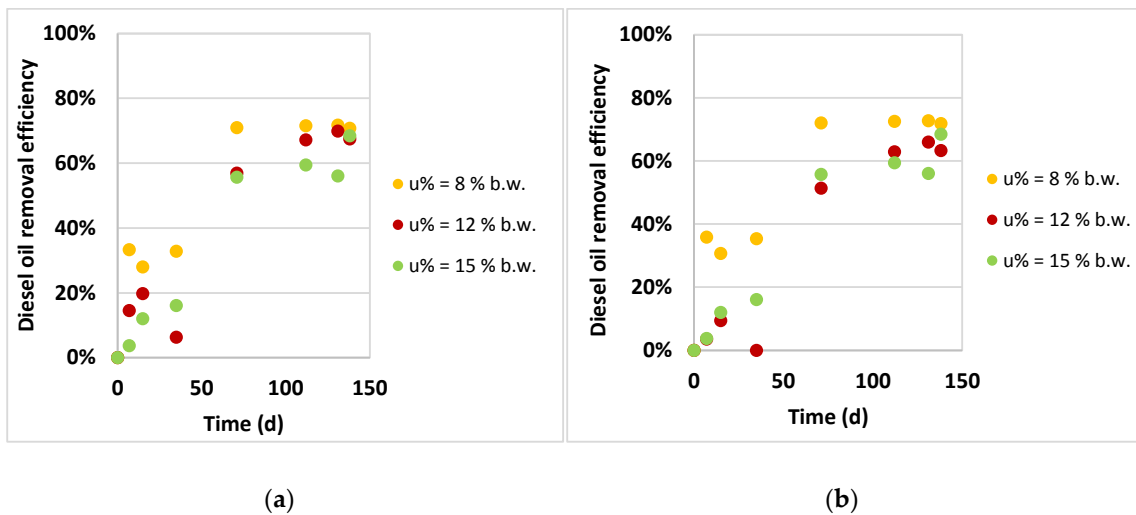 Diesel oil removal efficiency
100%
80%
60%
40%
20%
0%
0
50
100
150
Time (d)
u% = 8 % b.w.
u% = 12 % b.w.
u% = 15 % b.w.
(a)
Diesel oil removal efficiency
100%
80%
60%
40%
20%
0%
0
50
100
150
Time (d)
u% = 8 % b.w.
u% = 12 % b.w.
u% = 15 % b.w.
(b)